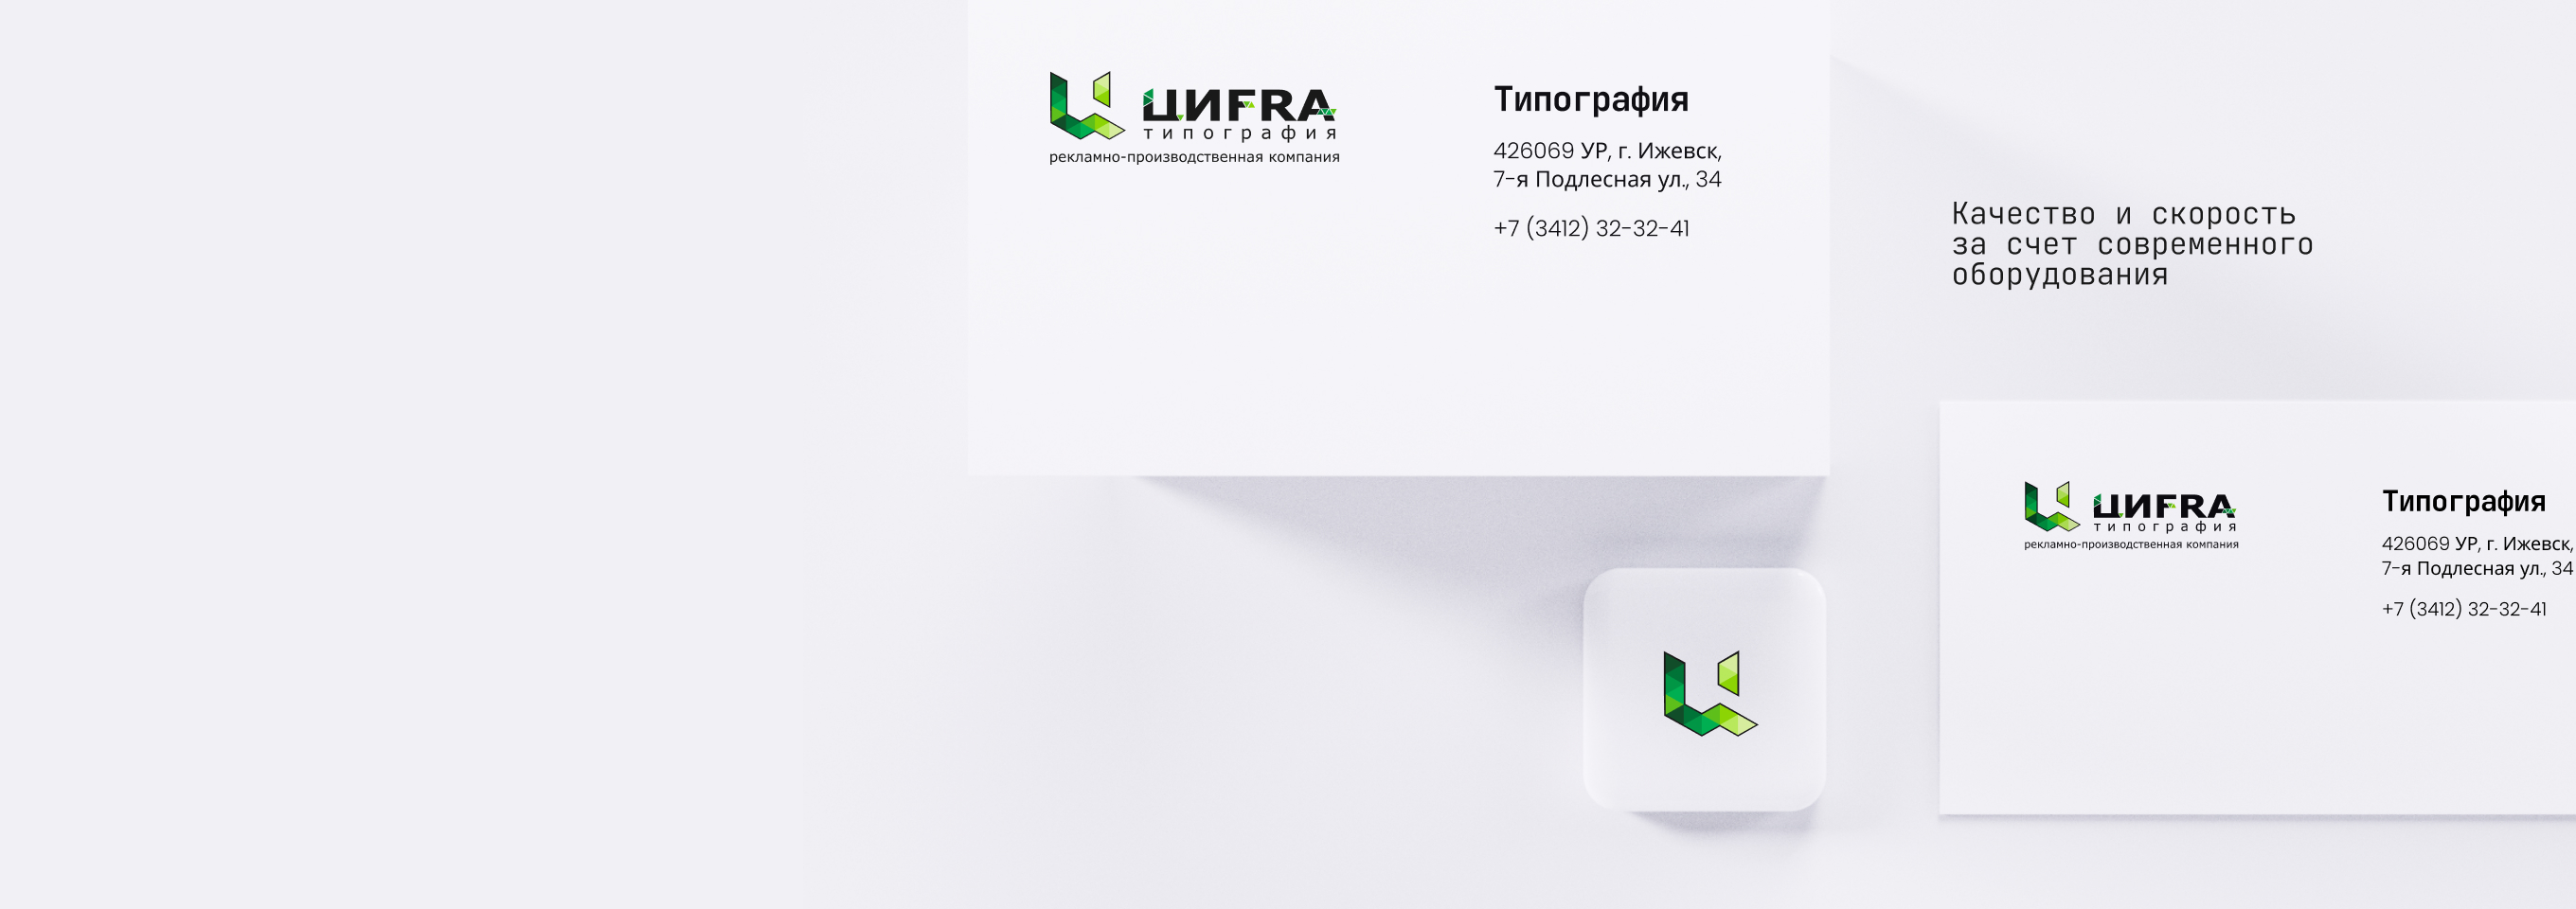 ЦИFRA
типография
рекламно-производственная компания
Типография
426069 УР, г. Ижевск,
7-я Подлесная ул., 34
+7 (3412) 32-32-41
Качество и скорость
за счет современного
оборудования
ЦИFRA
типография
рекламно-производственная компания
Типография
426069 УР, г. Ижевск,
7-я Подлесная ул., 34
+7 (3412) 32-32-41